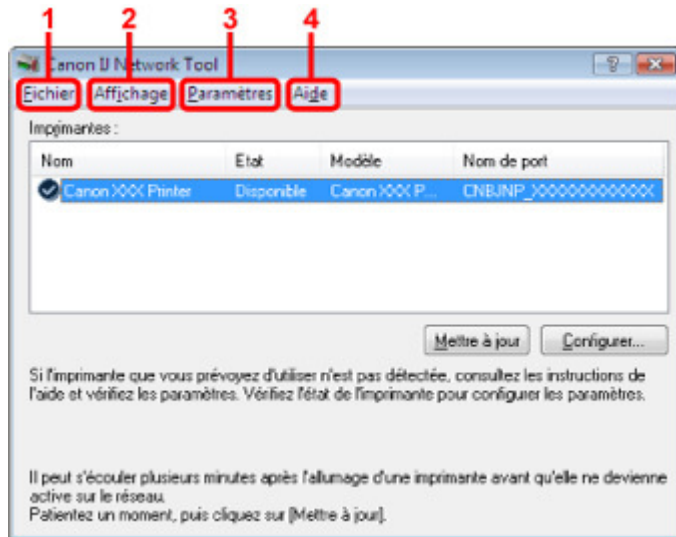 1 2 3 4
Canon IJ Network Tool
Fichier Affichage Paramètres Aide
Imprimantes :
Nom Etat Modèle Nom de port
Canon XXX Printer Disponible Canon XXX P... CNBJNP_XXXXXXXXXXXX
Mettre à jour Configurer...
Si l'imprimante que vous prévoyez d'utiliser n'est pas détectée, consultez les instructions de
l'aide et vérifiez les paramètres. Vérifiez l'état de l'imprimante pour configurer les paramètres.
Il peut s'écouler plusieurs minutes après l'allumage d'une imprimante avant qu'elle ne devienne
active sur le réseau.
Patientez un moment, puis cliquez sur [Mettre à jour].